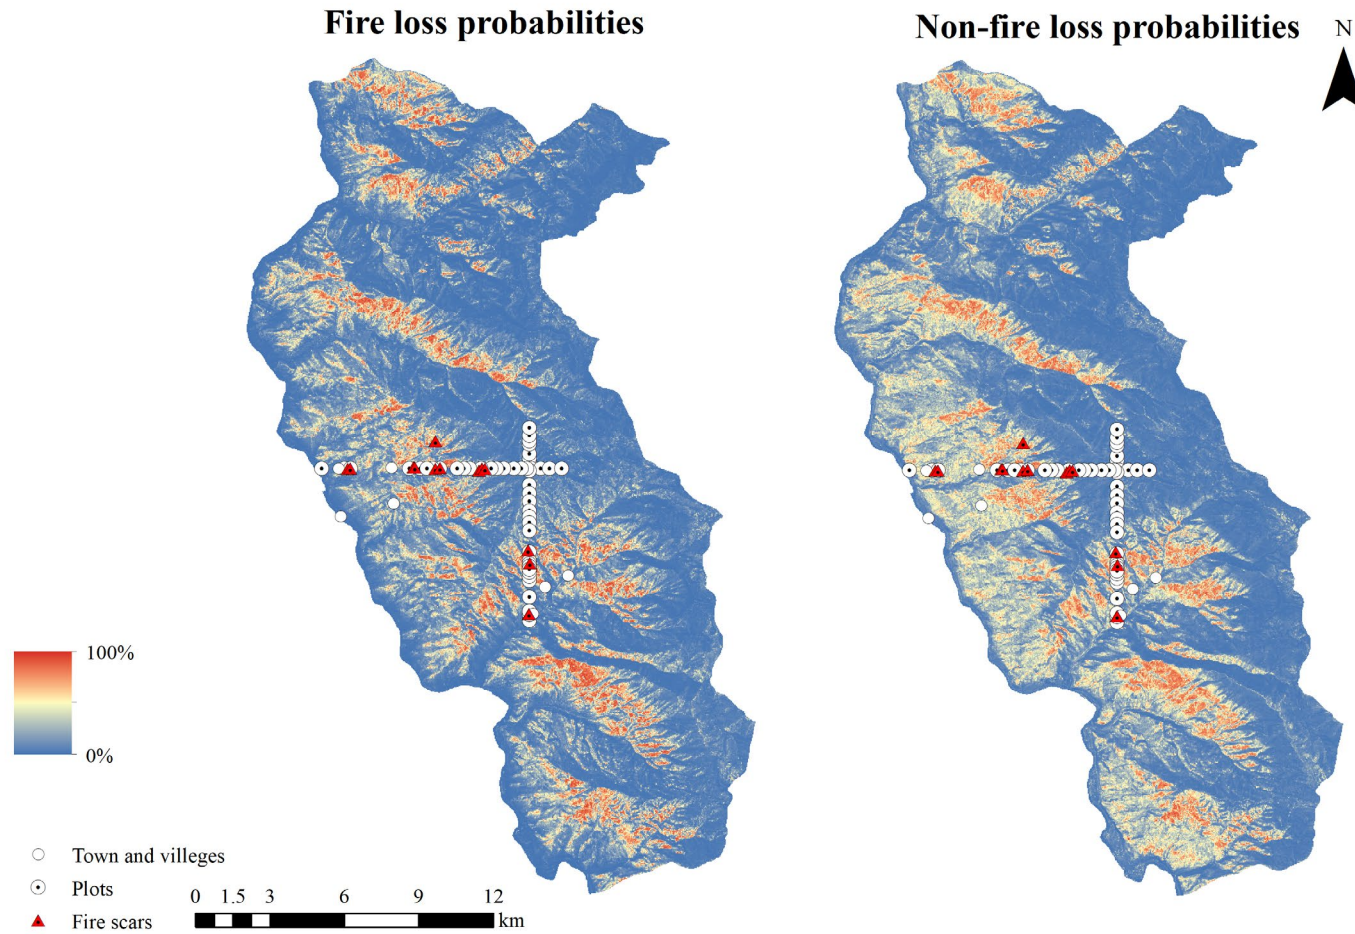 Fire loss probabilities
Non-fire loss probabilities
N
100%
0%
Town and villeges
Plots
Fire scars
0 1.5 3 6 9 12
km